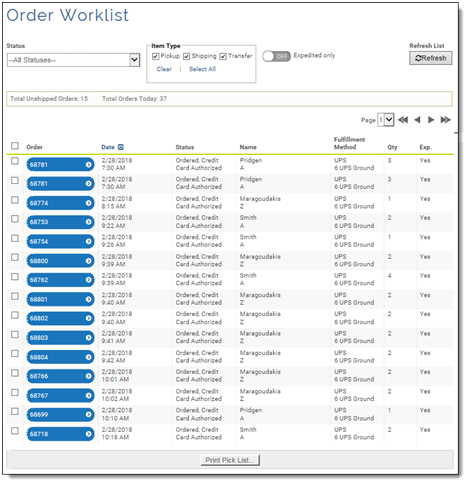 Order Worklist
Status
--All Statuses--
Item Type
Pickup Shipping Transfer
Clear | Select All
OFF Expedited only
Refresh List
Refresh
Total Unshipped Orders: 15 Total Orders Today: 37
Page 1
Order Date Status Name Fulfillment Method Qty Exp.
68781 2/28/2018 Ordered, Credit Pridgen UPS 3 Yes
7:30 AM Card Authorized A 6 UPS Ground
68781 2/28/2018 Ordered, Credit Pridgen UPS 3 Yes
7:30 AM Card Authorized A 6 UPS Ground
68774 2/28/2018 Ordered, Credit Maragoudakis UPS 1 Yes
8:15 AM Card Authorized Z 6 UPS Ground
68753 2/28/2018 Ordered, Credit Smith UPS 2 Yes
9:22 AM Card Authorized A 6 UPS Ground
68754 2/28/2018 Ordered, Credit Smith UPS 1 Yes
9:26 AM Card Authorized A 6 UPS Ground
68800 2/28/2018 Ordered, Credit Maragoudakis UPS 2 Yes
9:39 AM Card Authorized Z 6 UPS Ground
68762 2/28/2018 Ordered, Credit Smith UPS 4 Yes
9:39 AM Card Authorized A 6 UPS Ground
68801 2/28/2018 Ordered, Credit Maragoudakis UPS 2 Yes
9:40 AM Card Authorized Z 6 UPS Ground
68802 2/28/2018 Ordered, Credit Maragoudakis UPS 2 Yes
9:40 AM Card Authorized Z 6 UPS Ground
68803 2/28/2018 Ordered, Credit Maragoudakis UPS 2 Yes
9:41 AM Card Authorized Z 6 UPS Ground
68804 2/28/2018 Ordered, Credit Maragoudakis UPS 2 Yes
9:42 AM Card Authorized Z 6 UPS Ground
68766 2/28/2018 Ordered, Credit Maragoudakis UPS 2 Yes
10:01 AM Card Authorized Z 6 UPS Ground
68767 2/28/2018 Ordered, Credit Maragoudakis UPS 2 Yes
10:02 AM Card Authorized Z 6 UPS Ground
68699 2/28/2018 Ordered, Credit Pridgen UPS 1 Yes
10:10 AM Card Authorized A 6 UPS Ground
68718 2/28/2018 Ordered, Credit Smith UPS 2 Yes
10:18 AM Card Authorized A 6 UPS Ground
Print Pick List...